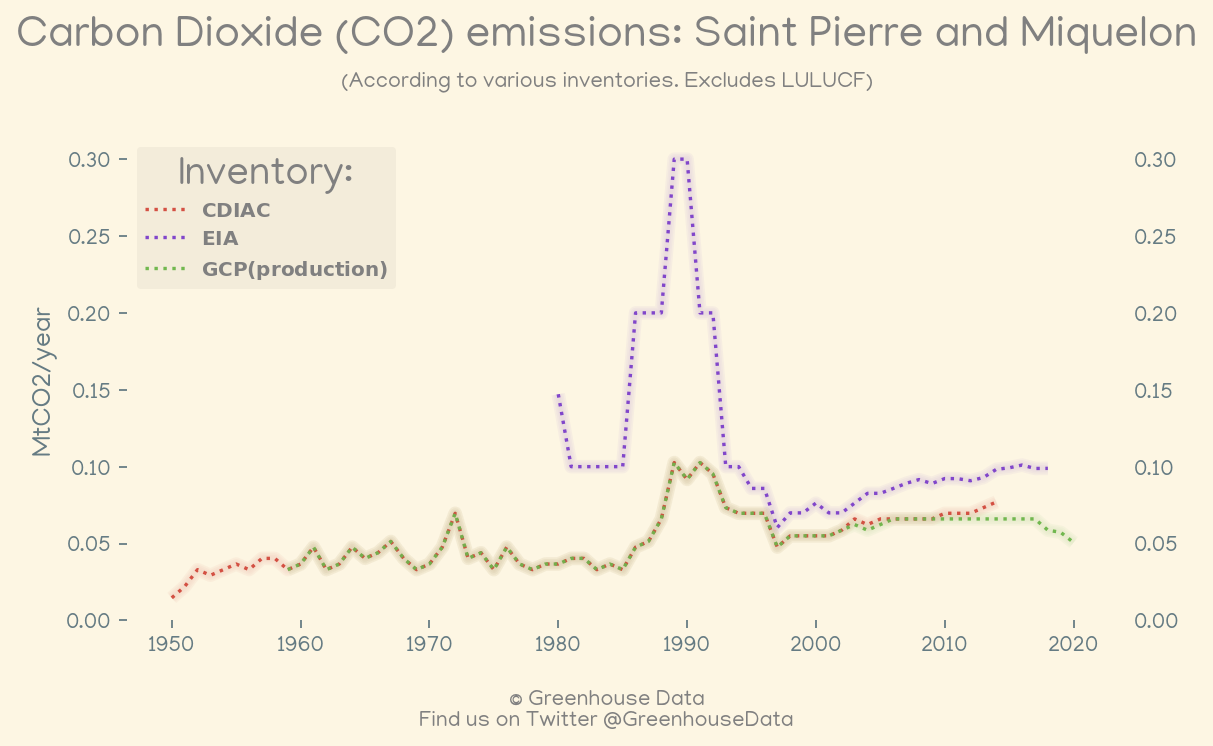 Carbon Dioxide (CO2) emissions: Saint Pierre and Miquelon
(According to various inventories. Excludes LULUCF)
Inventory:
CDIAC
EIA
GCP(production)
MtCO2/year
0.30
0.25
0.20
0.15
0.10
0.05
0.00
0.30
0.25
0.20
0.15
0.10
0.05
0.00
1950 1960 1970 1980 1990 2000 2010 2020
© Greenhouse Data
Find us on Twitter @GreenhouseData